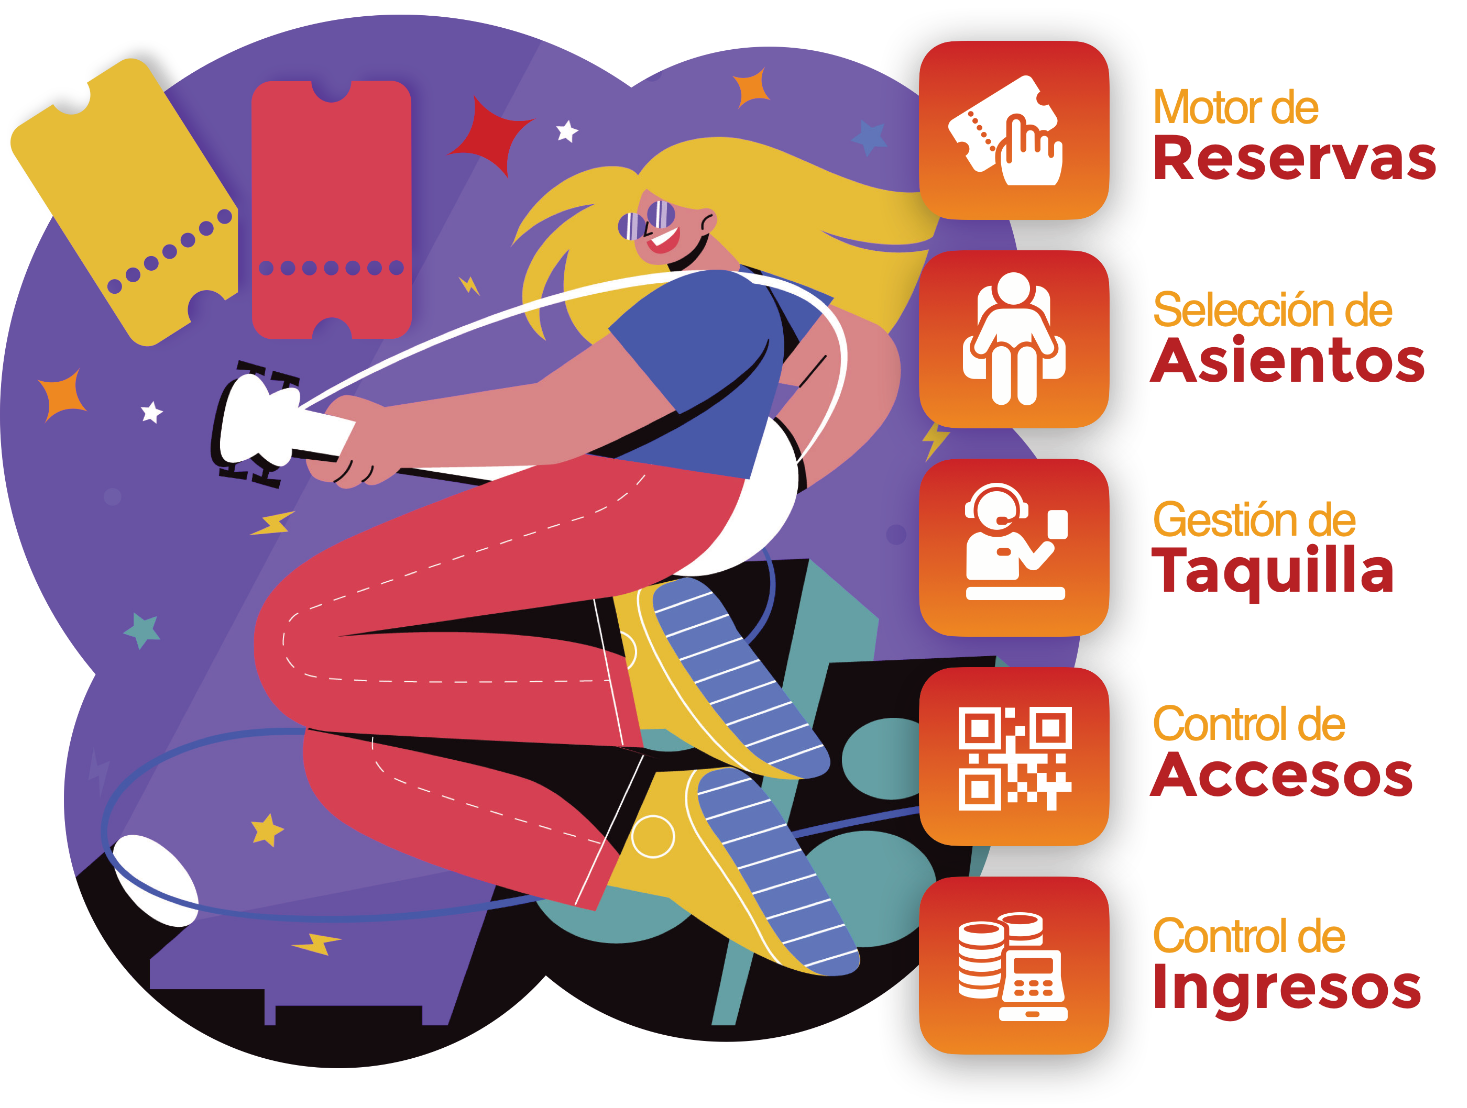 Motor de
Reservas
Selección de
Asientos
Gestión de
Taquilla
Control de
Accesos
Control de
Ingresos